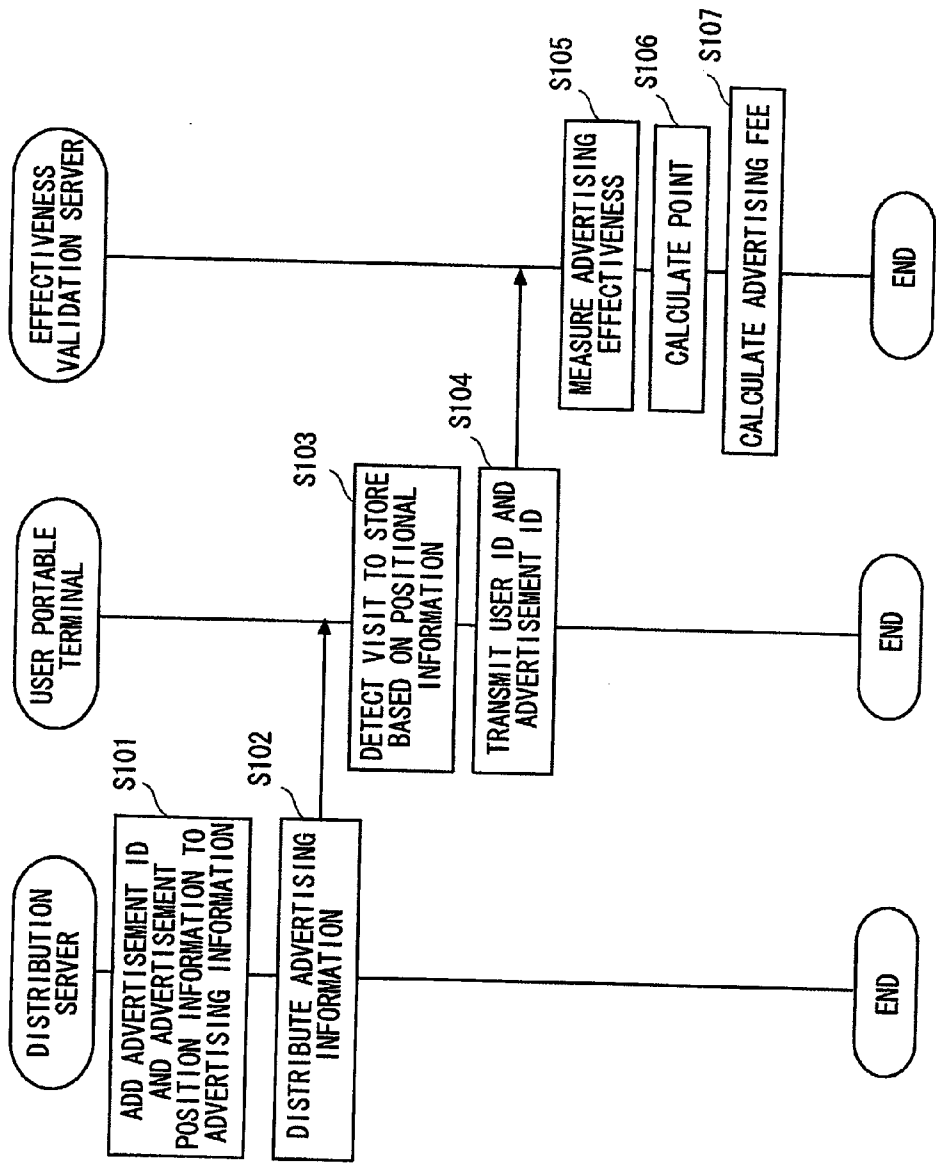 DISTRIBUTION
SERVER
USER PORTABLE
TERMINAL
EFFECTIVENESS
VALIDATION SERVER
S101
ADD ADVERTISEMENT ID
AND ADVERTISEMENT
POSITION INFORMATION TO
ADVERTISING INFORMATION
S102
DISTRIBUTE ADVERTISING
INFORMATION
S103
DETECT VISIT TO STORE
BASED ON POSITIONAL
INFORMATION
S104
TRANSMIT USER ID AND
ADVERTISEMENT ID
S105
MEASURE ADVERTISING
EFFECTIVENESS
S106
CALCULATE POINT
S107
CALCULATE ADVERTISING FEE
END
END
END